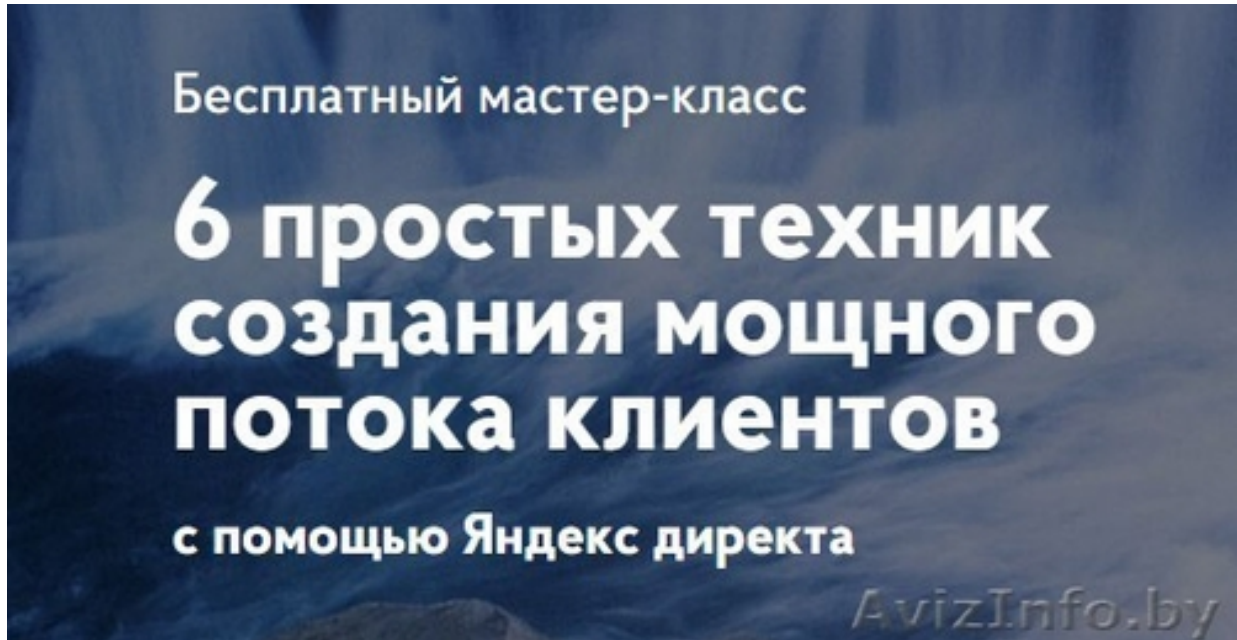 Бесплатный мастер-класс
6 простых техник
создания мощного
потока клиентов
с помощью Яндекс директа
AvizInfo.by